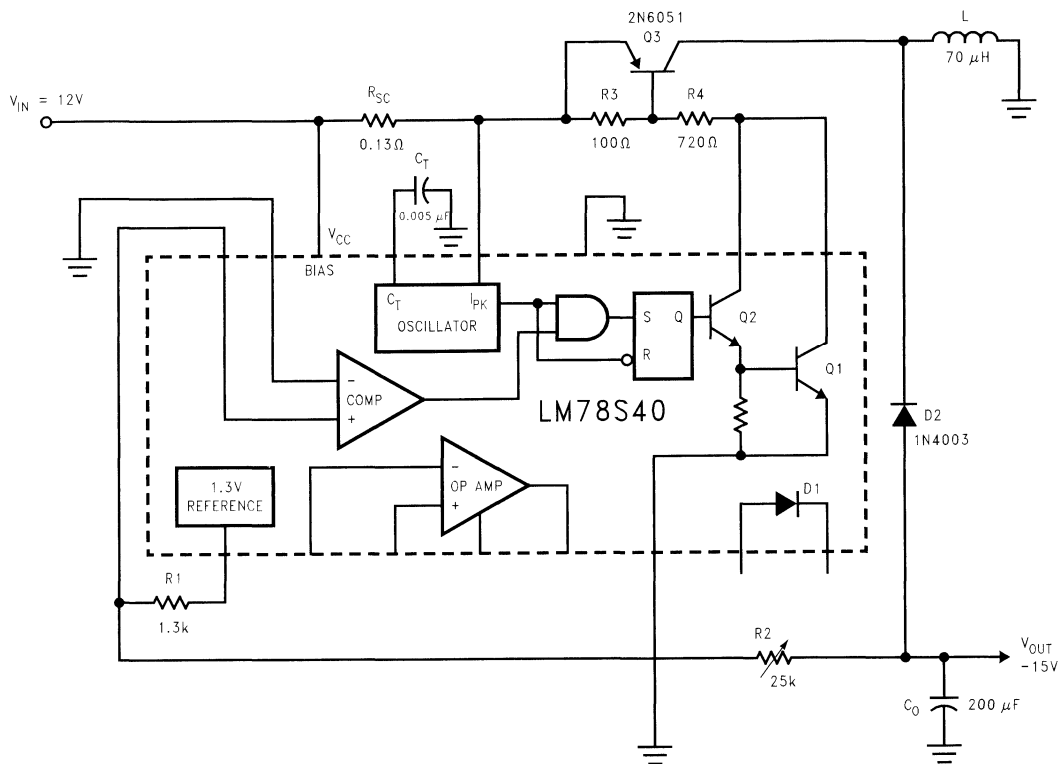 2N6051
Q3
L
70 μH
V_IN = 12V
R_SC
0.13Ω
R3
100Ω
R4
720Ω
C_T
0.005 μF
V_CC
BIAS
C_T
I_PK
OSCILLATOR
S
Q
R
Q2
Q1
-
COMP
+
LM78S40
D2
1N4003
1.3V
REFERENCE
-
OP AMP
+
D1
R1
1.3k
R2
25k
V_OUT
-15V
C_O
200 μF